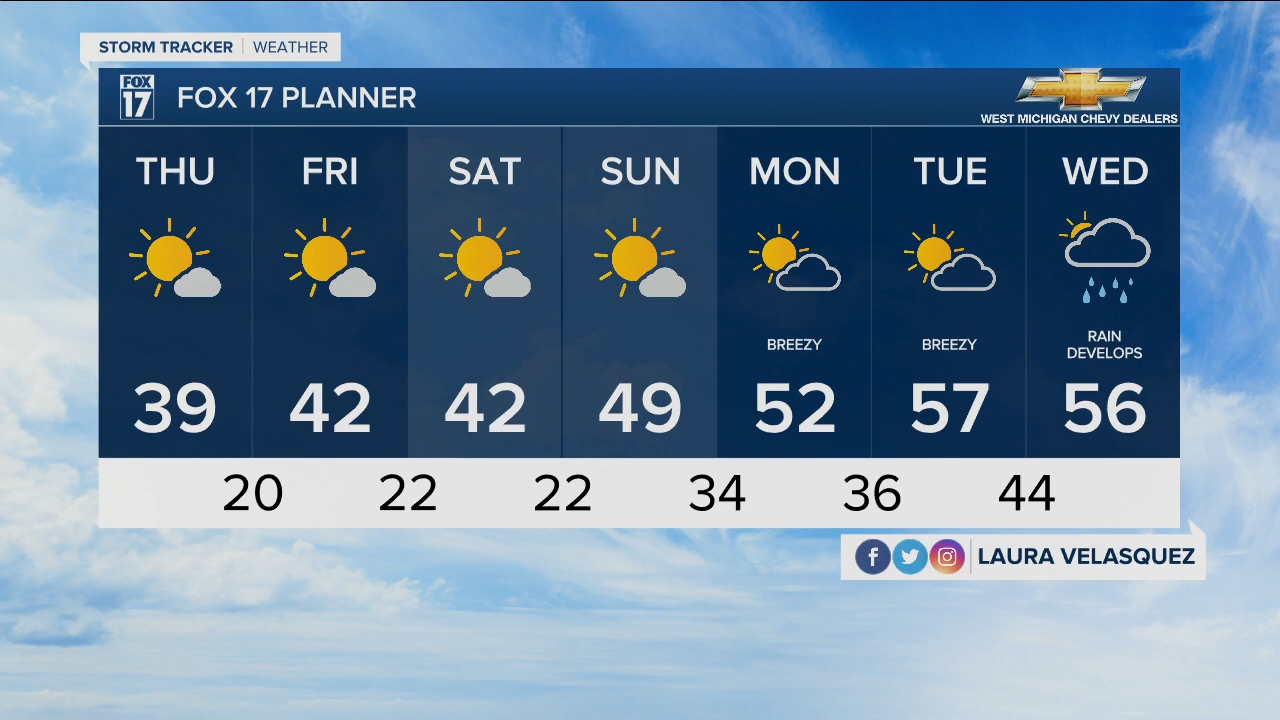 STORM TRACKER | WEATHER
FOX
17
FOX 17 PLANNER
WEST MICHIGAN CHEVY DEALERS
THU FRI SAT SUN MON TUE WED
BREEZY BREEZY RAIN
DEVELOPS
39 42 42 49 52 57 56
20 22 22 34 36 44
LAURA VELASQUEZ